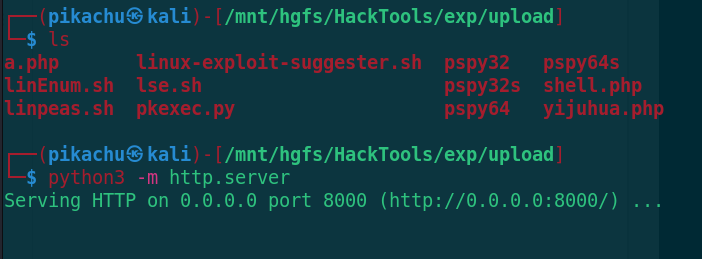 ┌──(pikachu㉿kali)-[/mnt/hgfs/HackTools/exp/upload]
└─$ ls
a.php linux-exploit-suggester.sh pspy32 pspy64s
linEnum.sh lse.sh pspy32s shell.php
linpeas.sh pkexec.py pspy64 yijuhua.php
┌──(pikachu㉿kali)-[/mnt/hgfs/HackTools/exp/upload]
└─$ python3 -m http.server
Serving HTTP on 0.0.0.0 port 8000 (http://0.0.0.0:8000/) ...